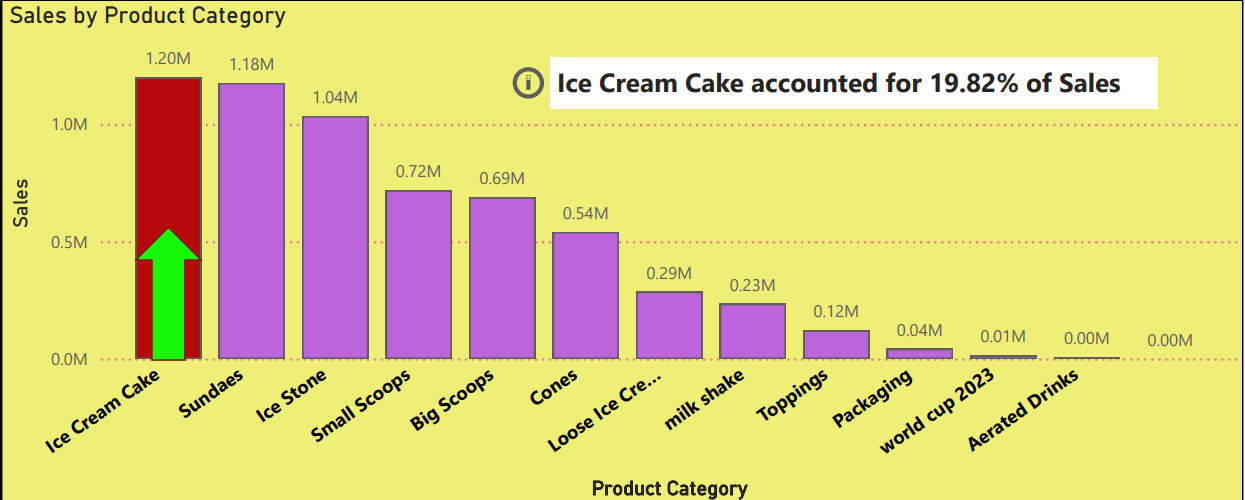 Sales by Product Category
Ice Cream Cake accounted for 19.82% of Sales
Sales
1.0M
0.5M
0.0M
1.20M
1.18M
1.04M
0.72M
0.69M
0.54M
0.29M
0.23M
0.12M
0.04M
0.01M
0.00M
0.00M
Ice Cream Cake
Sundaes
Ice Stone
Small Scoops
Big Scoops
Cones
Loose Ice Cre...
milk shake
Toppings
Packaging
world cup 2023
Aerated Drinks
Product Category